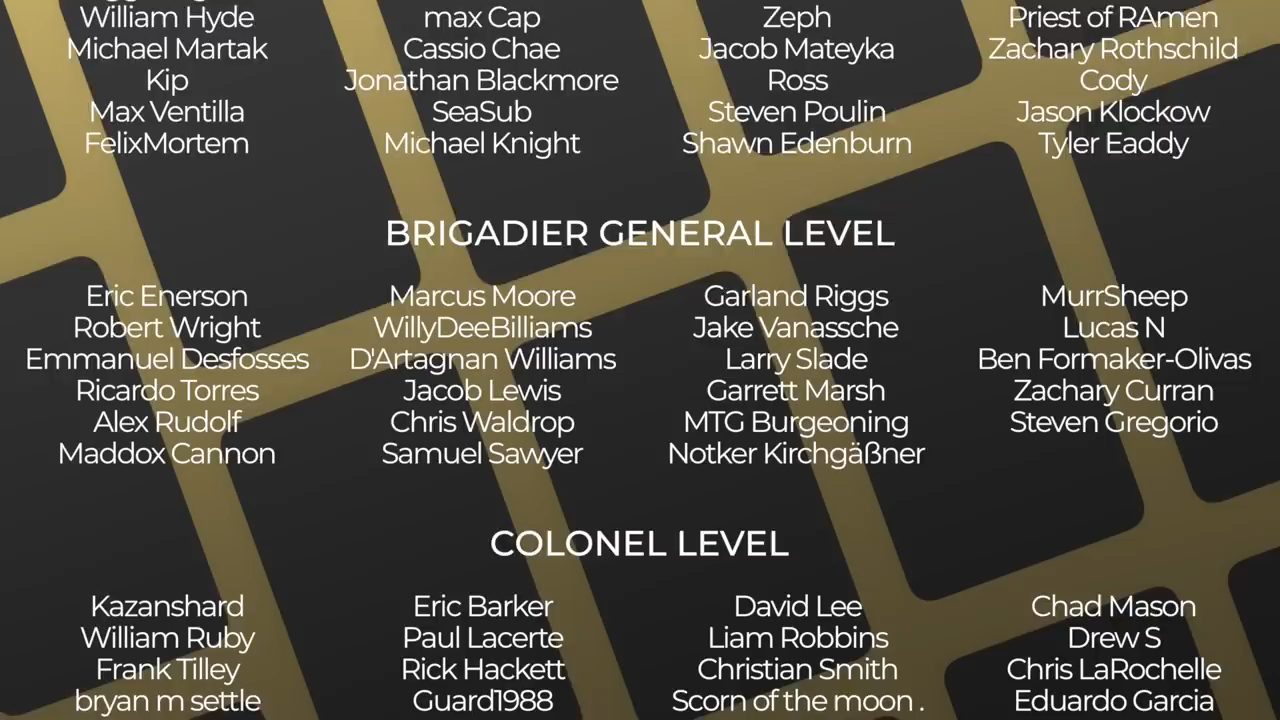 William Hyde max Cap Zeph Priest of RAmen
Michael Martak Cassio Chae Jacob Mateyka Zachary Rothschild
Kip Jonathan Blackmore Ross Cody
Max Ventilla SeaSub Steven Poulin Jason Klockow
FelixMortem Michael Knight Shawn Edenburn Tyler Eaddy
BRIGADIER GENERAL LEVEL
Eric Enerson Marcus Moore Garland Riggs MurrSheep
Robert Wright WillyDeeBilliams Jake Vanassche Lucas N
Emmanuel Desfosses D'Artagnan Williams Larry Slade Ben Formaker-Olivas
Ricardo Torres Jacob Lewis Garrett Marsh Zachary Curran
Alex Rudolf Chris Waldrop MTG Burgeoning Steven Gregorio
Maddox Cannon Samuel Sawyer Notker Kirchgäßner
COLONEL LEVEL
Kazanshard Eric Barker David Lee Chad Mason
William Ruby Paul Lacerte Liam Robbins Drew S
Frank Tilley Rick Hackett Christian Smith Chris LaRochelle
bryan m settle Guard1988 Scorn of the moon . Eduardo Garcia